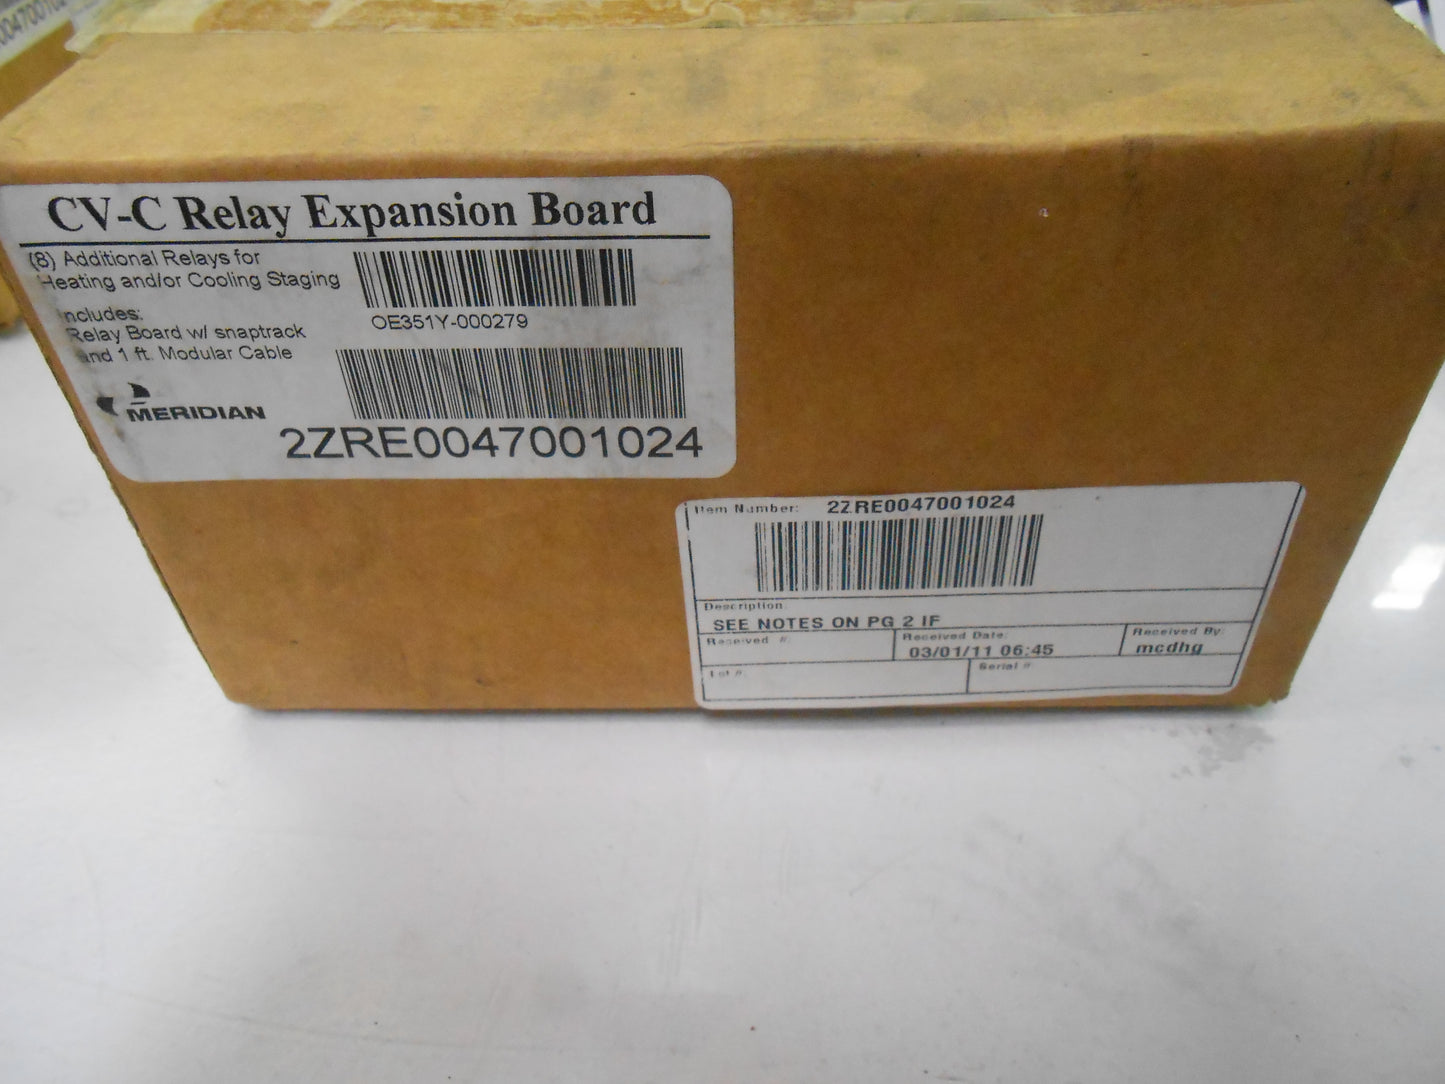 CV-C Relay Expansion Board
(8) Additional Relays for
Heating and/or Cooling Staging
Includes:
Relay Board w/ snaptrack
and 1 ft. Modular Cable
OE351Y-000279
MERIDIAN
2ZRE0047001024
Item Number: 2ZRE0047001024
Description:
SEE NOTES ON PG 2 IF
Received #:
Received Date:
03/01/11 06:45
Received By:
mcdhg
Lot #:
Serial #: